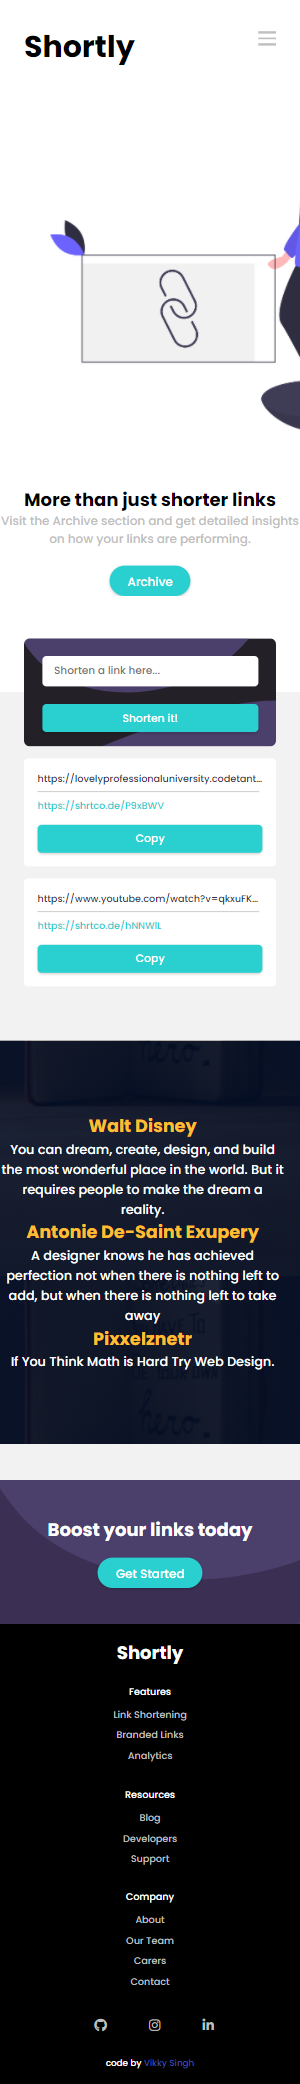 Shortly
More than just shorter links
Visit the Archive section and get detailed insights
on how your links are performing.
Archive
Shorten a link here...
Shorten it!
https://lovelyprofessionaluniversity.codetant...
https://shrtco.de/P9xBWV
Copy
https://www.youtube.com/watch?v=qkxuFK...
https://shrtco.de/hNNWlL
Copy
hero.
Walt Disney
You can dream, create, design, and build
the most wonderful place in the world. But it
requires people to make the dream a
reality.
Antonie De-Saint Exupery
A designer knows he has achieved
perfection not when there is nothing left to
add, but when there is nothing left to take
away
Pixxelznetr
If You Think Math is Hard Try Web Design.
hero.
Boost your links today
Get Started
Shortly
Features
Link Shortening
Branded Links
Analytics
Resources
Blog
Developers
Support
Company
About
Our Team
Carers
Contact
code by Vikky Singh